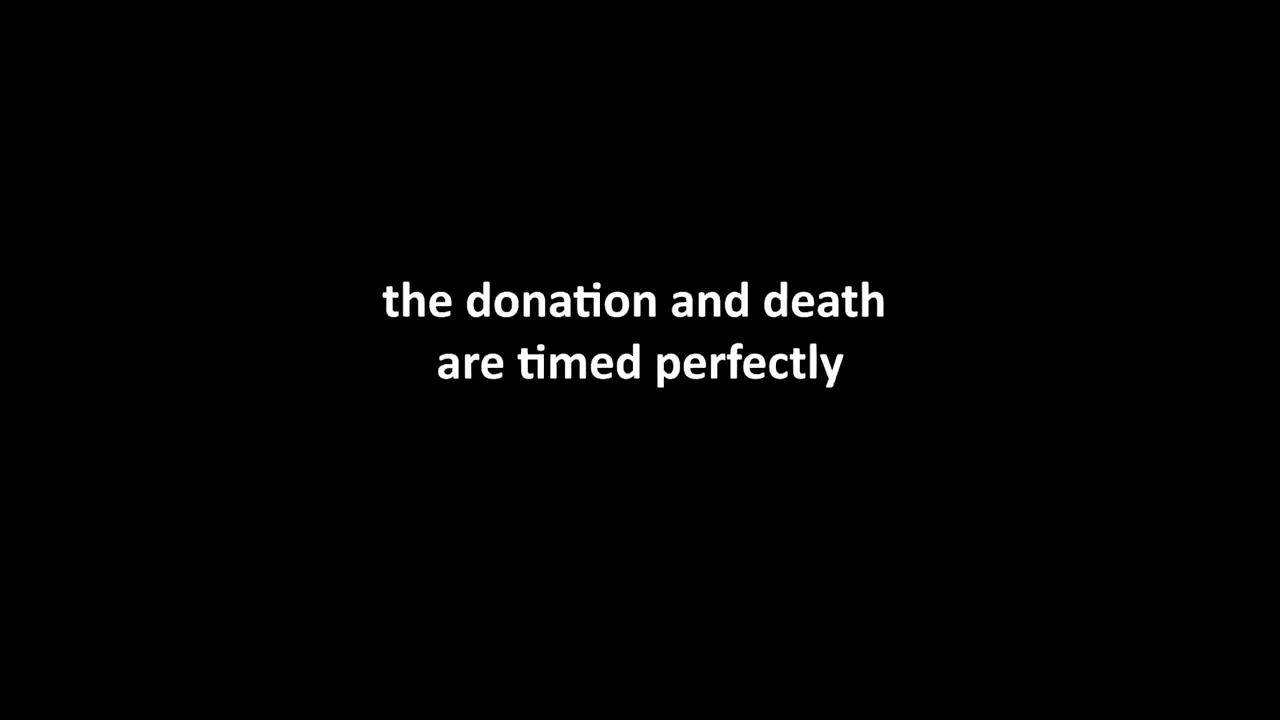 the donation and death
are timed perfectly